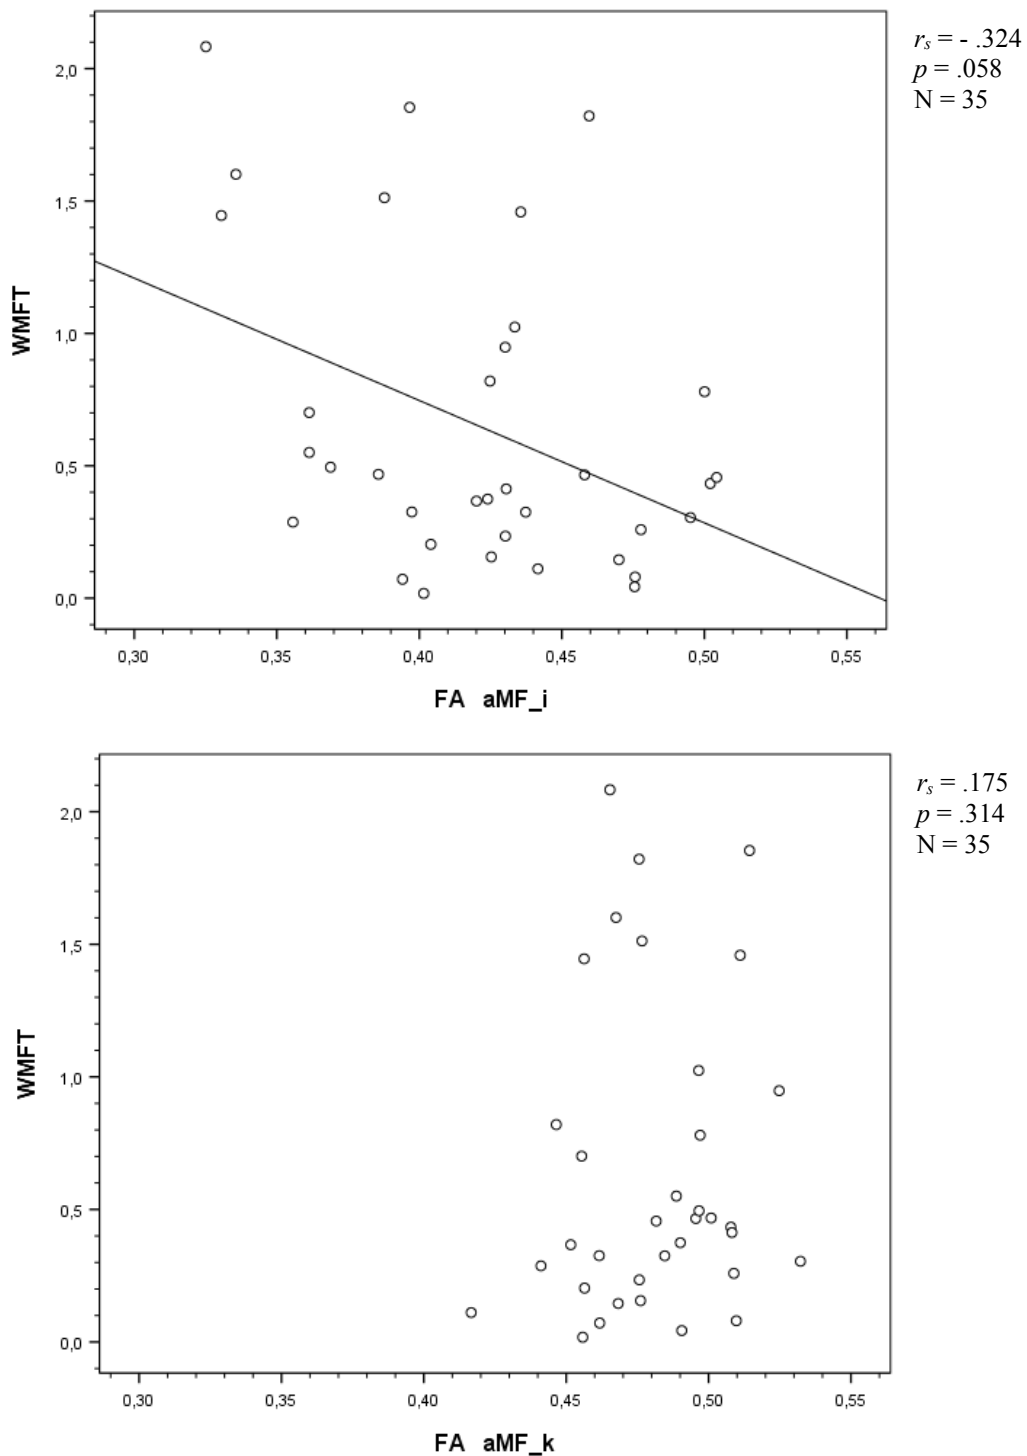 r_s = - .324
p = .058
N = 35
2,0
1,5
1,0
0,5
0,0
WMFT
0,30 0,35 0,40 0,45 0,50 0,55
FA aMF_i
r_s = .175
p = .314
N = 35
2,0
1,5
1,0
0,5
0,0
WMFT
0,30 0,35 0,40 0,45 0,50 0,55
FA aMF_k